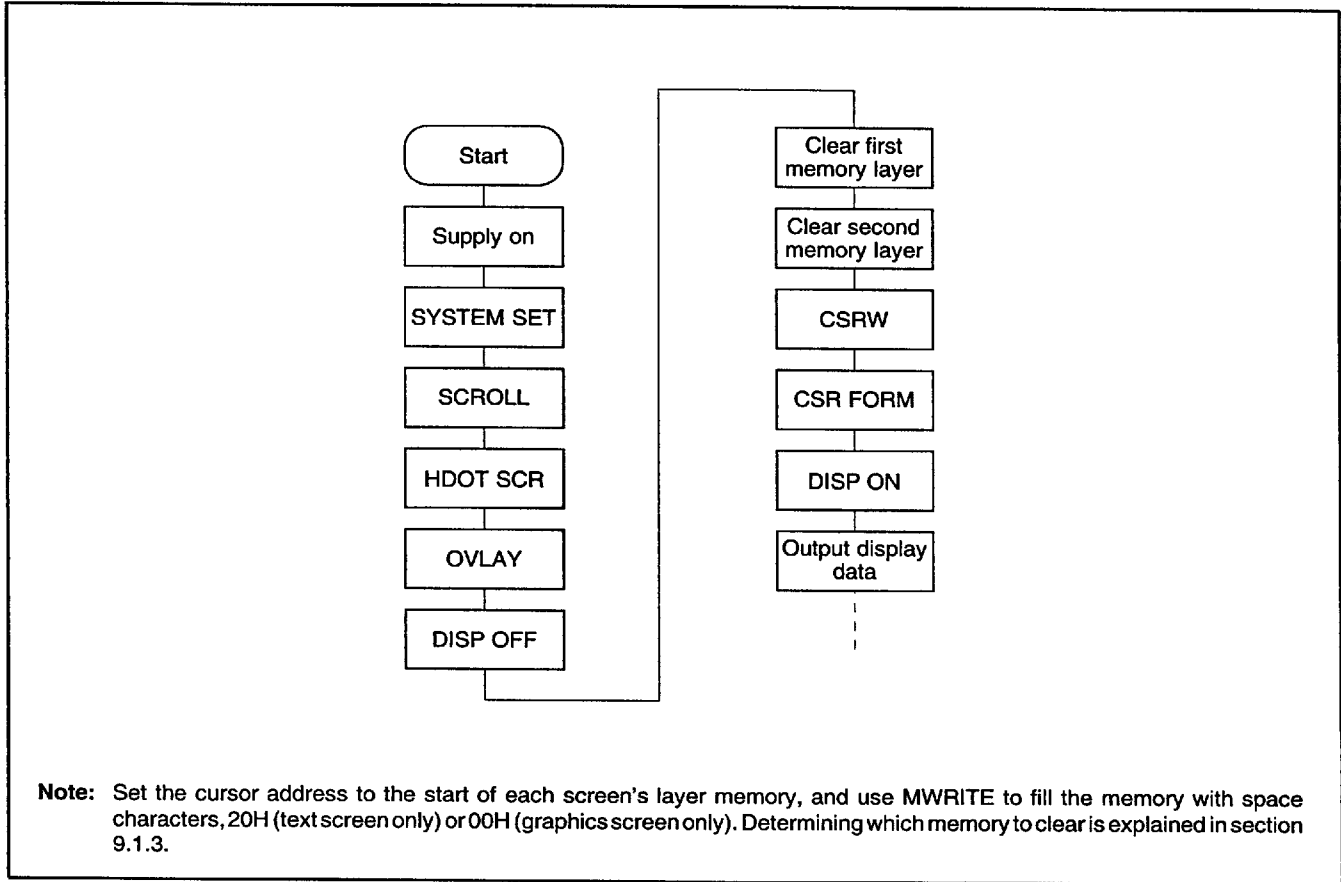 Start
Supply on
SYSTEM SET
SCROLL
HDOT SCR
OVLAY
DISP OFF
Clear first
memory layer
Clear second
memory layer
CSRW
CSR FORM
DISP ON
Output display
data
Note: Set the cursor address to the start of each screen's layer memory, and use MWRITE to fill the memory with space
characters, 20H (text screen only) or 00H (graphics screen only). Determining which memory to clear is explained in section
9.1.3.